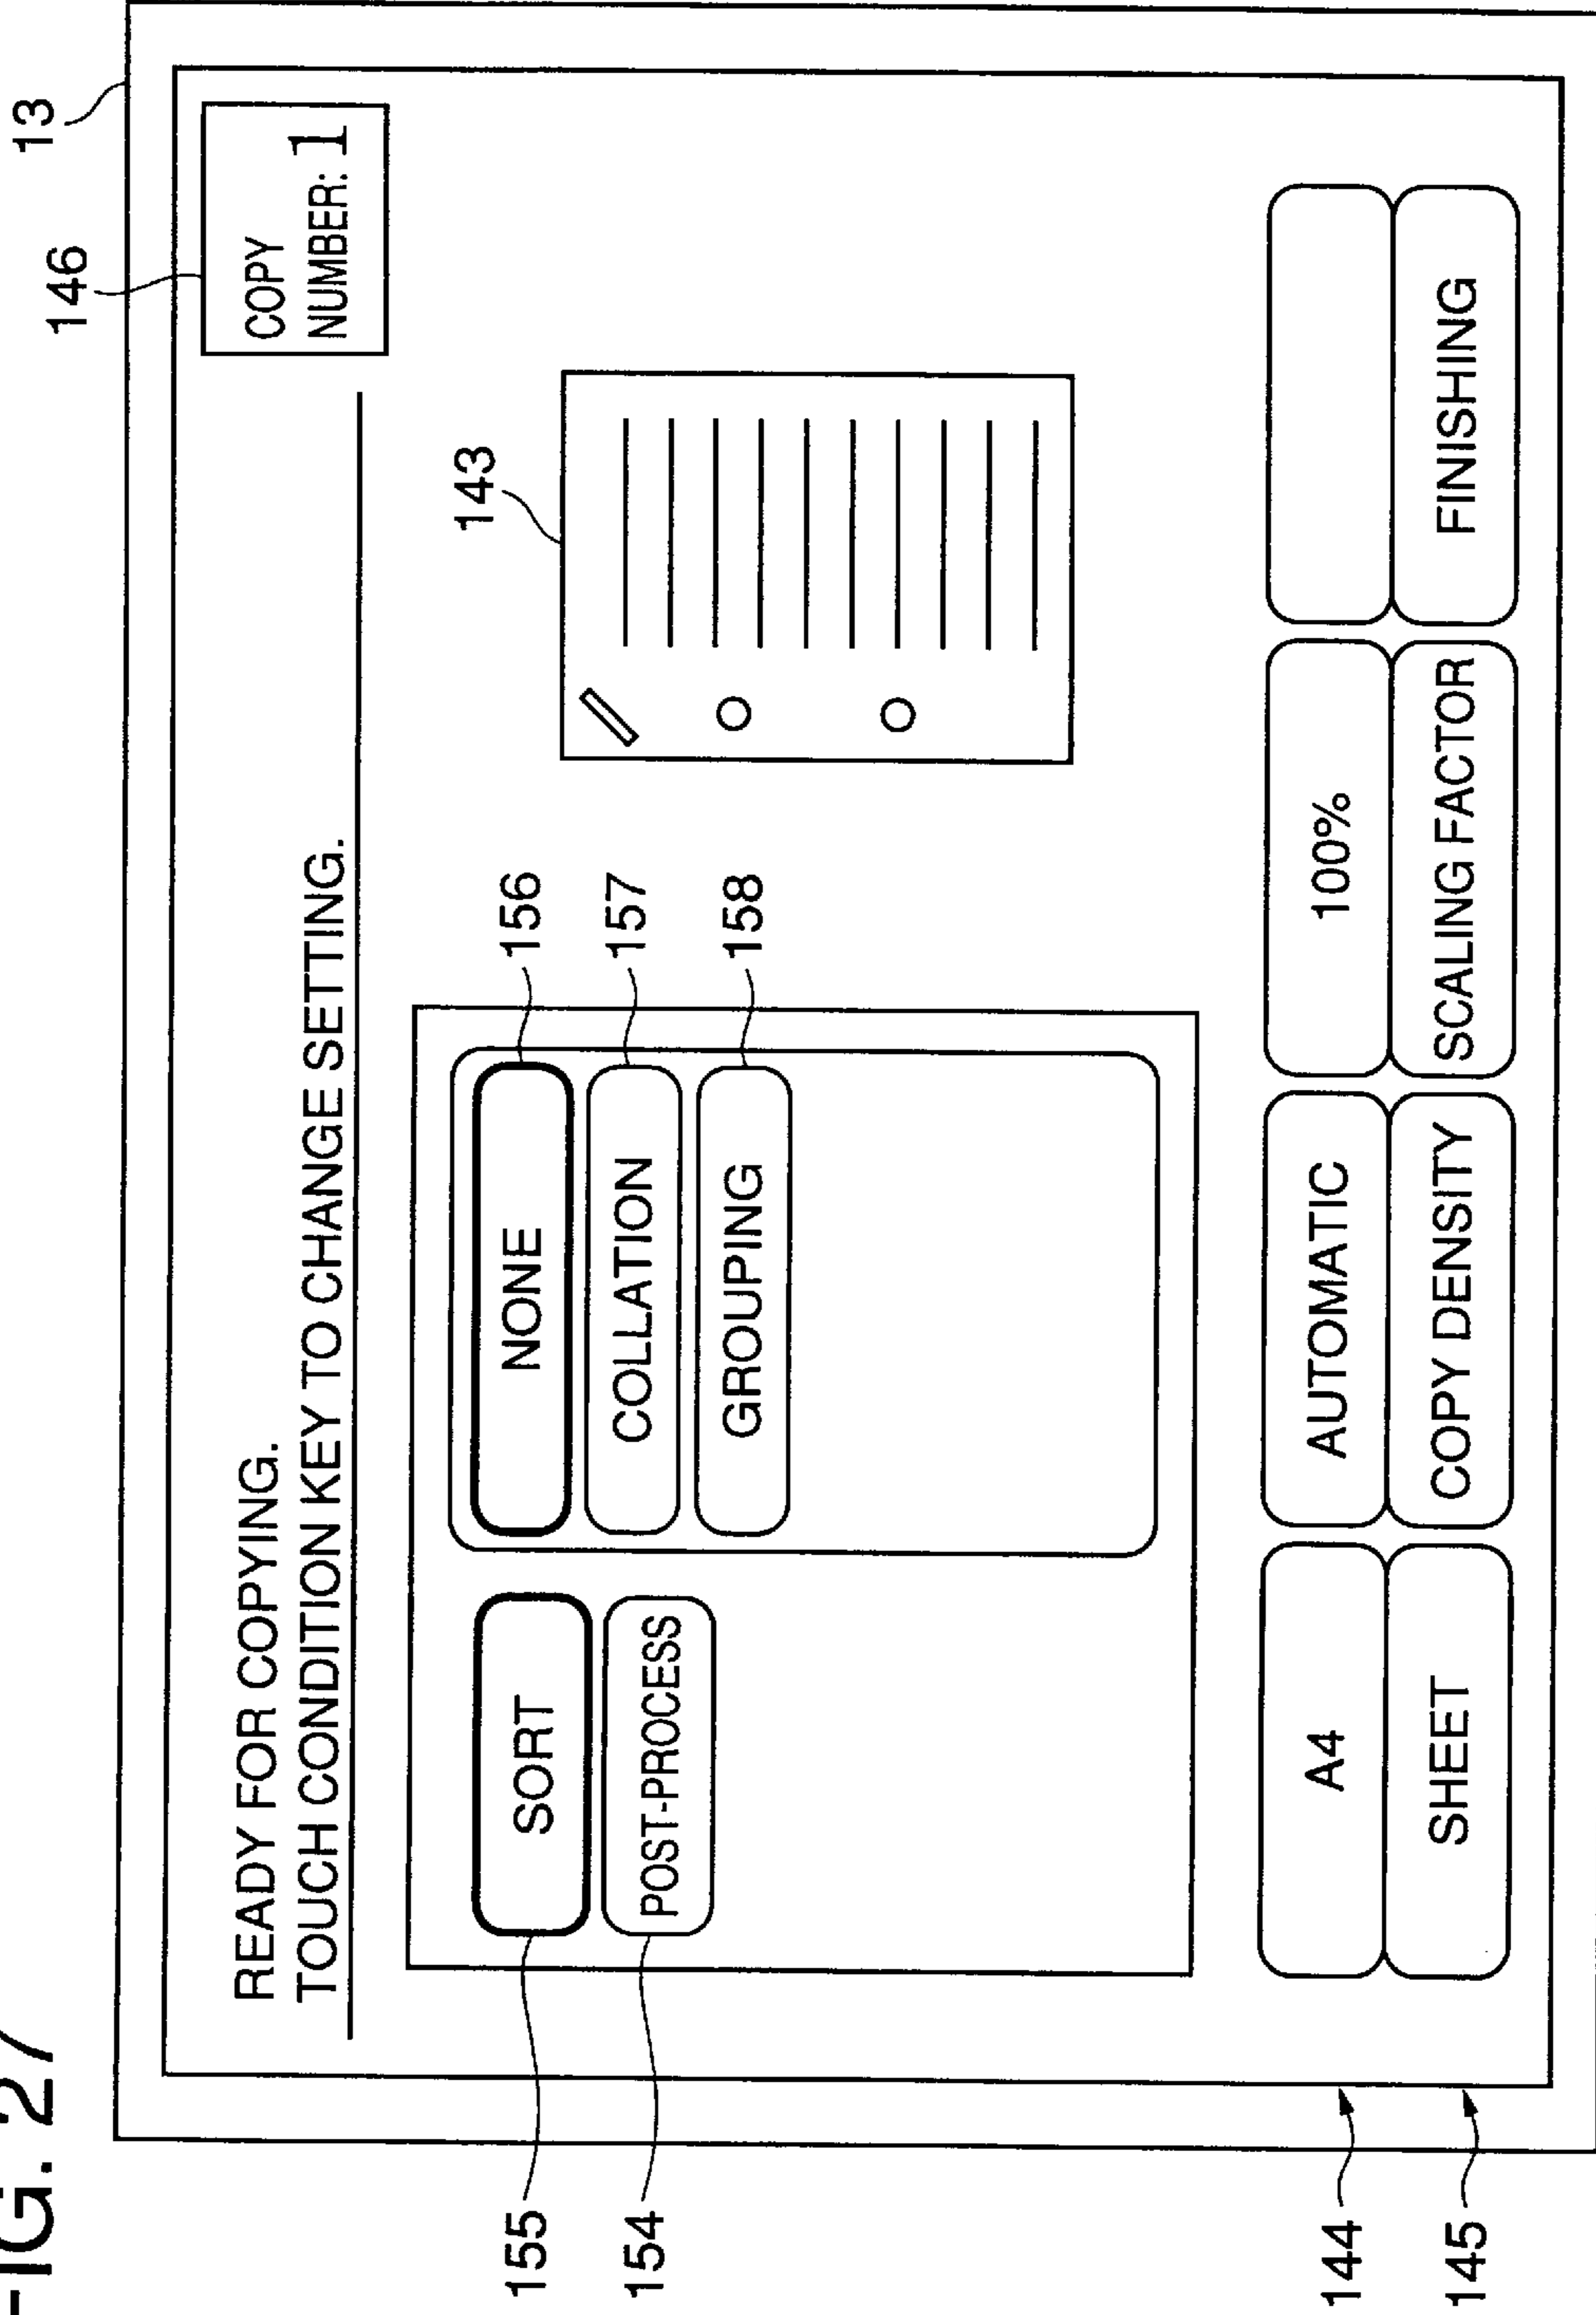 FIG. 27
13
146
READY FOR COPYING.
TOUCH CONDITION KEY TO CHANGE SETTING.
COPY
NUMBER: 1
143
155
SORT
NONE
156
154
POST-PROCESS
COLLATION
157
GROUPING
158
144
A4
AUTOMATIC
100%
145
SHEET
COPY DENSITY
SCALING FACTOR
FINISHING